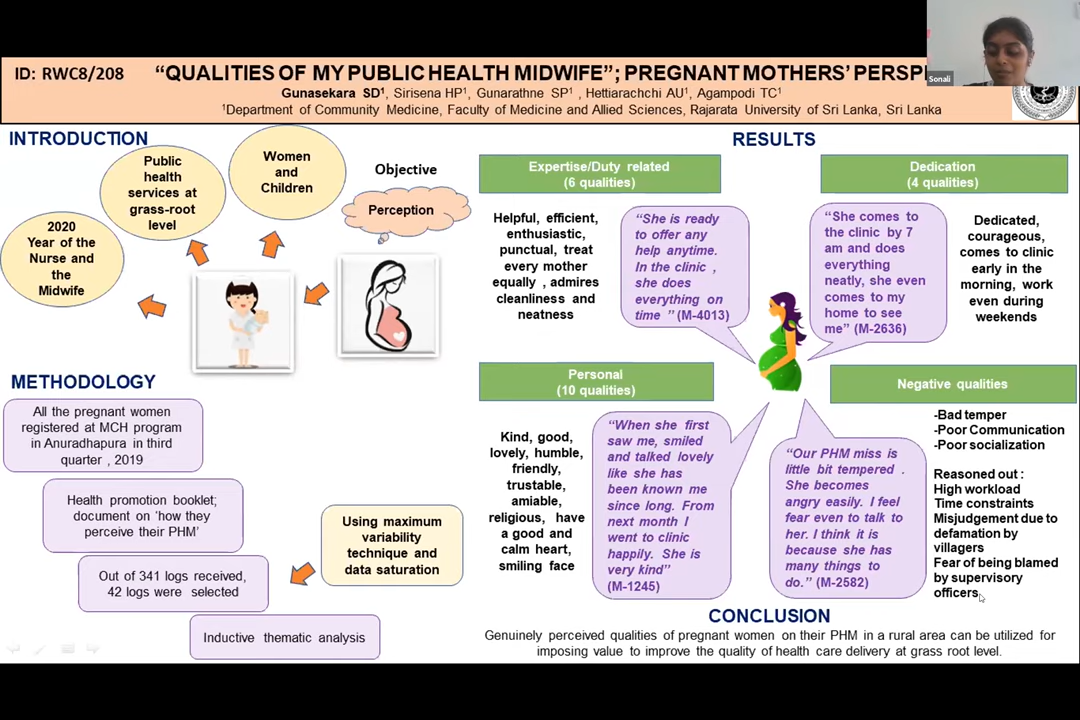 ID: RWC8/208
“QUALITIES OF MY PUBLIC HEALTH MIDWIFE”; PREGNANT MOTHERS’
Sonali
Gunasekara SD¹, Sirisena HP¹, Gunarathne SP¹ , Hettiarachchi AU¹, Agampodi TC¹
¹Department of Community Medicine, Faculty of Medicine and Allied Sciences, Rajarata University of Sri Lanka, Sri Lanka
INTRODUCTION
2020
Year of the
Nurse and
the
Midwife
Public
health
services at
grass-root
level
Women
and
Children
Objective
Perception
METHODOLOGY
All the pregnant women
registered at MCH program
in Anuradhapura in third
quarter , 2019
Health promotion booklet;
document on ‘how they
perceive their PHM’
Out of 341 logs received,
42 logs were selected
Using maximum
variability
technique and
data saturation
Inductive thematic analysis
RESULTS
Expertise/Duty related
(6 qualities)
Helpful, efficient,
enthusiastic,
punctual, treat
every mother
equally , admires
cleanliness and
neatness
“She is ready
to offer any
help anytime.
In the clinic ,
she does
everything on
time ” (M-4013)
Dedication
(4 qualities)
“She comes to
the clinic by 7
am and does
everything
neatly, she even
comes to my
home to see
me” (M-2636)
Dedicated,
courageous,
comes to clinic
early in the
morning, work
even during
weekends
Personal
(10 qualities)
Kind, good,
lovely, humble,
friendly,
trustable,
amiable,
religious, have
a good and
calm heart,
smiling face
“When she first
saw me, smiled
and talked lovely
like she has
been known me
since long. From
next month I
went to clinic
happily. She is
very kind”
(M-1245)
Negative qualities
“Our PHM miss is
little bit tempered .
She becomes
angry easily. I feel
fear even to talk to
her. I think it is
because she has
many things to
do.” (M-2582)
-Bad temper
-Poor Communication
-Poor socialization
Reasoned out :
High workload
Time constraints
Misjudgement due to
defamation by
villagers
Fear of being blamed
by supervisory
officers
CONCLUSION
Genuinely perceived qualities of pregnant women on their PHM in a rural area can be utilized for
imposing value to improve the quality of health care delivery at grass root level.